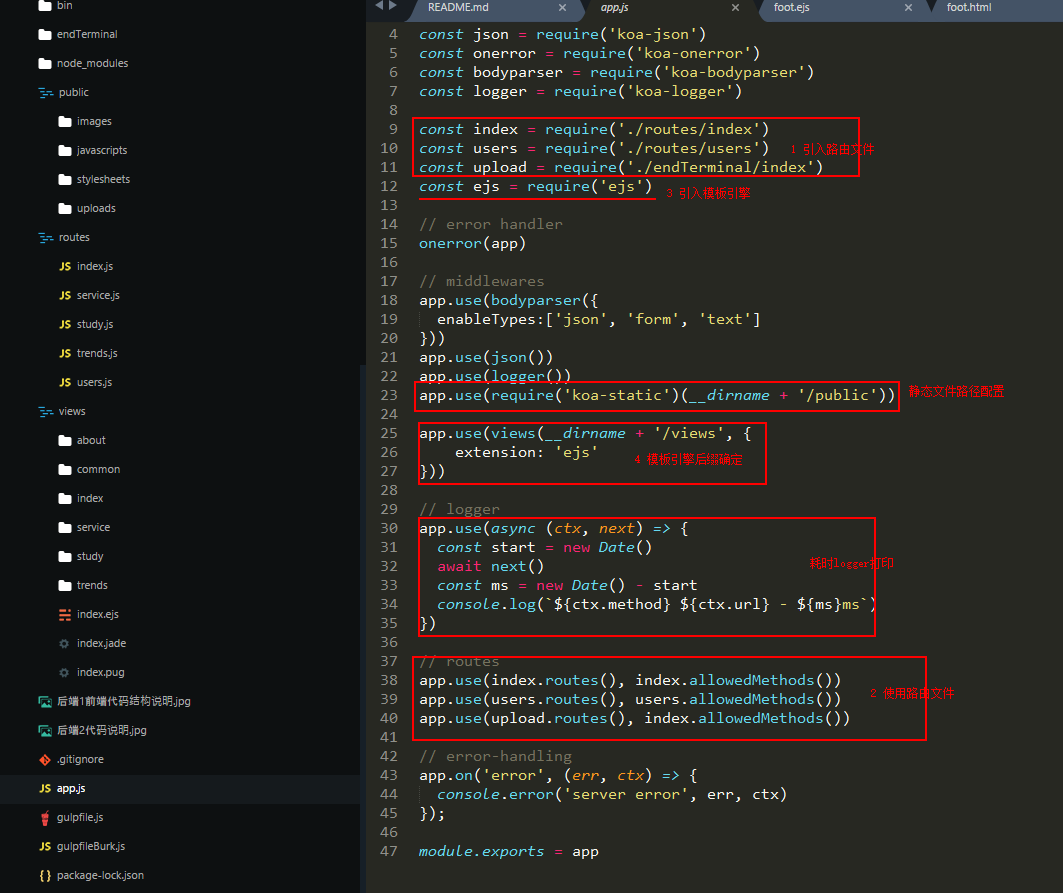 bin
endTerminal
node_modules
public
images
javascripts
stylesheets
uploads
routes
index.js
service.js
study.js
trends.js
users.js
views
about
common
index
service
study
trends
index.ejs
index.jade
index.pug
后端1前端代码结构说明.jpg
后端2代码说明.jpg
.gitignore
app.js
gulpfile.js
gulpfileBurk.js
package-lock.json
README.md
app.js
foot.ejs
foot.html
4 const json = require('koa-json')
5 const onerror = require('koa-onerror')
6 const bodyparser = require('koa-bodyparser')
7 const logger = require('koa-logger')
8
9 const index = require('./routes/index')
10 const users = require('./routes/users') 1 引入路由文件
11 const upload = require('./endTerminal/index')
12 const ejs = require('ejs') 3 引入模板引擎
13
14 // error handler
15 onerror(app)
16
17 // middlewares
18 app.use(bodyparser({
19 enableTypes:['json', 'form', 'text']
20 }))
21 app.use(json())
22 app.use(logger())
23 app.use(require('koa-static')(__dirname + '/public')) 静态文件路径配置
24
25 app.use(views(__dirname + '/views', {
26 extension: 'ejs' 4 模板引擎后缀确定
27 }))
28
29 // logger
30 app.use(async (ctx, next) => {
31 const start = new Date()
32 await next() 耗时logger打印
33 const ms = new Date() - start
34 console.log(`${ctx.method} ${ctx.url} - ${ms}ms`)
35 })
36
37 // routes
38 app.use(index.routes(), index.allowedMethods())
39 app.use(users.routes(), users.allowedMethods()) 2 使用路由文件
40 app.use(upload.routes(), index.allowedMethods())
41
42 // error-handling
43 app.on('error', (err, ctx) => {
44 console.error('server error', err, ctx)
45 });
46
47 module.exports = app